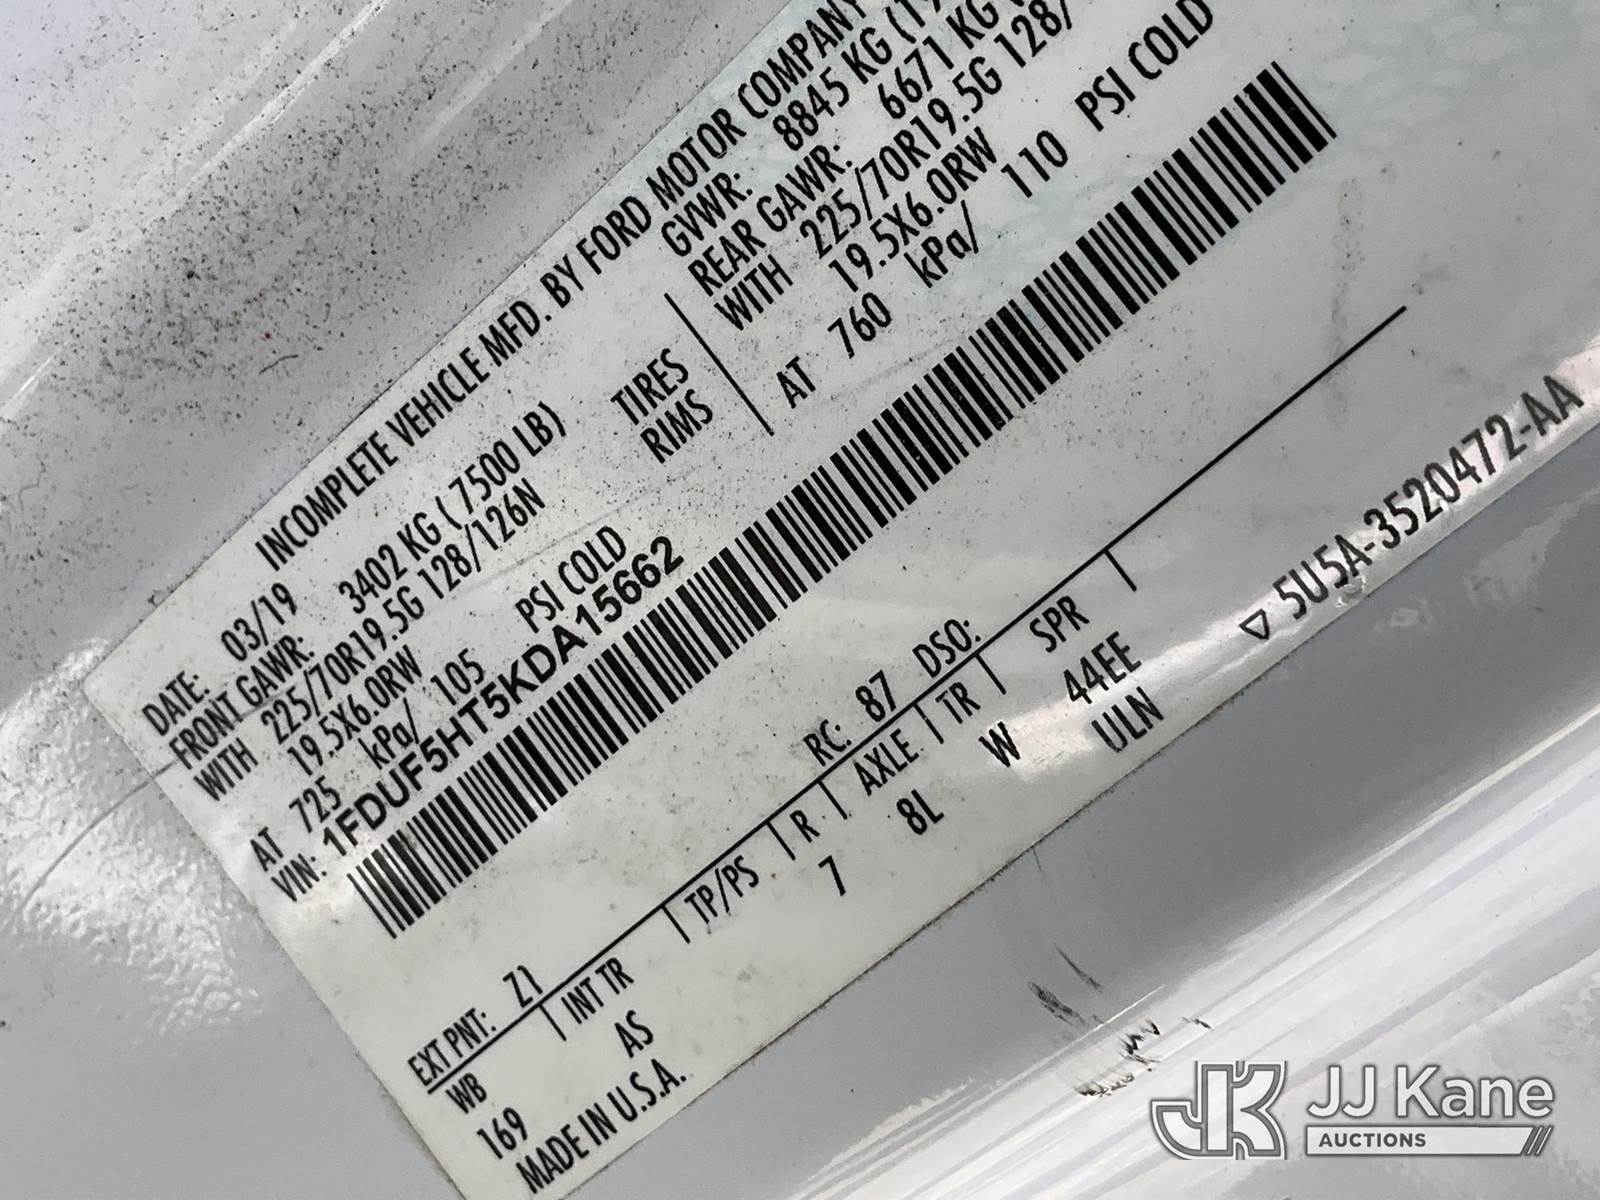 INCOMPLETE VEHICLE MFD. BY FORD MOTOR COMPANY
DATE: 03/19 GVWR: 8845 KG
FRONT GAWR: 3402 KG ( 7500 LB) REAR GAWR: 6671 KG
WITH 225/70R19.5G 128/126N TIRES WITH 225/70R19.5G 128/
19.5X6.0RW RIMS 19.5X6.0RW
AT 725 kPa/ 105 PSI COLD AT 760 kPa/ 110 PSI COLD
VIN: 1FDUF5HT5KDA15662
EXT PNT: Z1 RC: 87 DSO:
WB INT TR TP/PS R AXLE TR SPR
169 AS 7 8L W 44EE
MADE IN U.S.A. ULN
▽ 5U5A-3520472-AA
JK JJ Kane
AUCTIONS